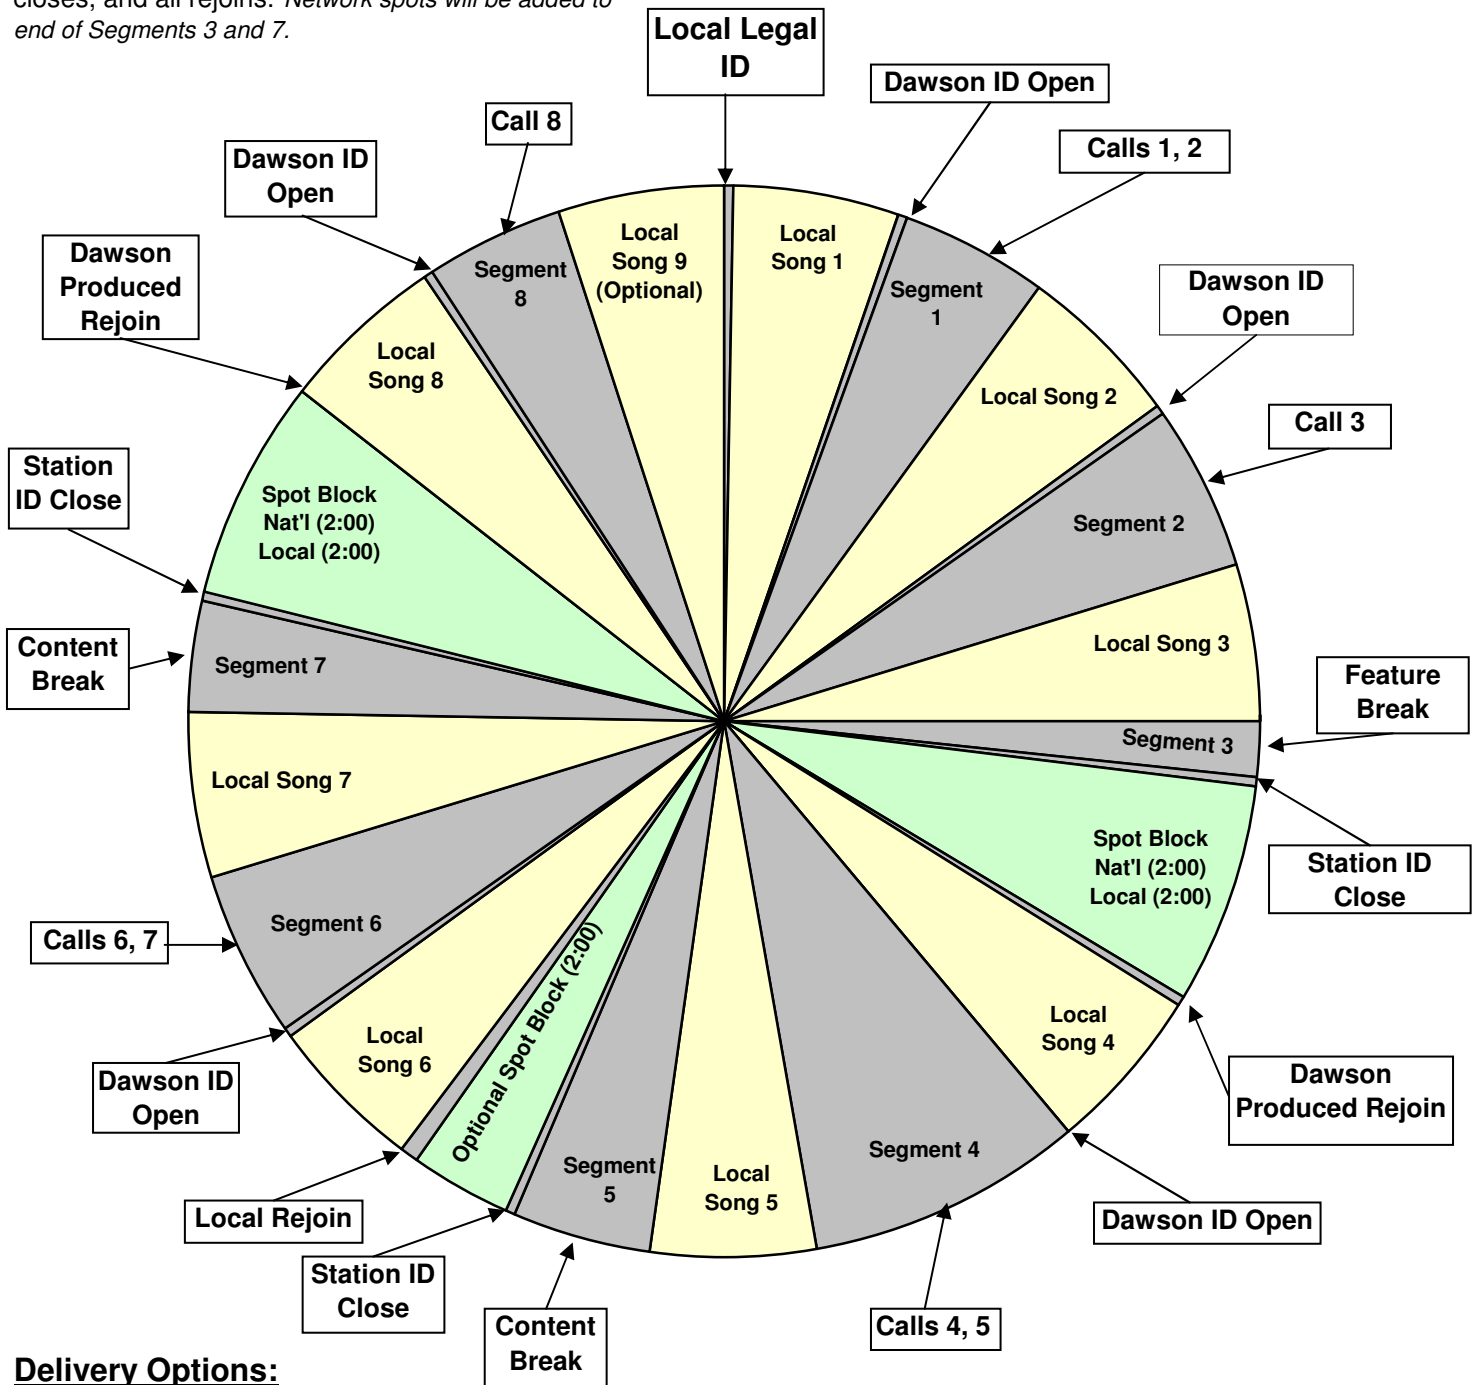 closes, and all rejoins. Network spots will be added to
end of Segments 3 and 7.
Local Legal
ID
Dawson ID Open
Calls 1, 2
Dawson ID
Open
Call 3
Feature
Break
Station ID
Close
Dawson
Produced Rejoin
Dawson ID Open
Calls 4, 5
Content
Break
Station ID
Close
Local Rejoin
Dawson ID
Open
Calls 6, 7
Content
Break
Station
ID Close
Dawson
Produced
Rejoin
Dawson ID
Open
Call 8
Local
Song 1
Segment
1
Local Song 2
Segment 2
Local Song 3
Segment 3
Spot Block
Nat'l (2:00)
Local (2:00)
Local
Song 4
Segment 4
Local
Song 5
Segment
5
Optional Spot Block (2:00)
Local
Song 6
Segment 6
Local Song 7
Segment 7
Spot Block
Nat'l (2:00)
Local (2:00)
Local
Song 8
Segment
8
Local
Song 9
(Optional)
Delivery Options: